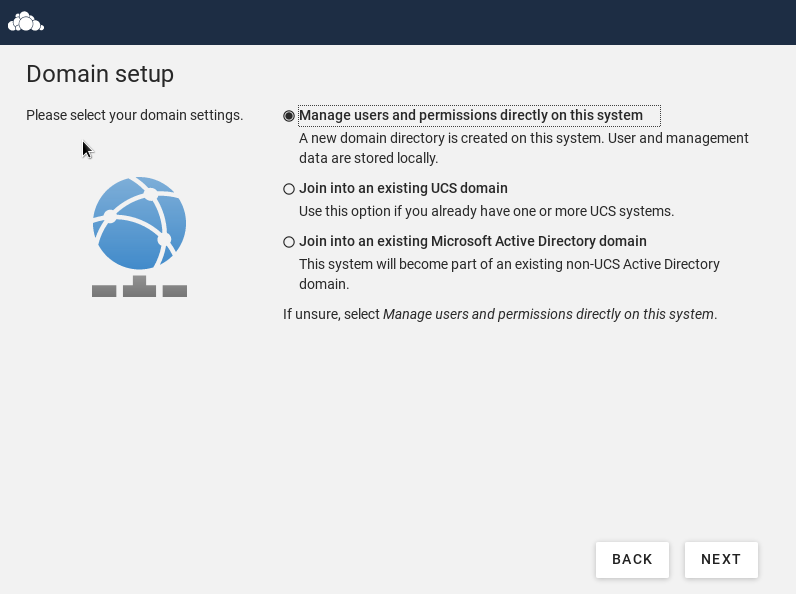 Domain setup
Please select your domain settings.
Manage users and permissions directly on this system
A new domain directory is created on this system. User and management
data are stored locally.
Join into an existing UCS domain
Use this option if you already have one or more UCS systems.
Join into an existing Microsoft Active Directory domain
This system will become part of an existing non-UCS Active Directory
domain.
If unsure, select Manage users and permissions directly on this system.
BACK
NEXT